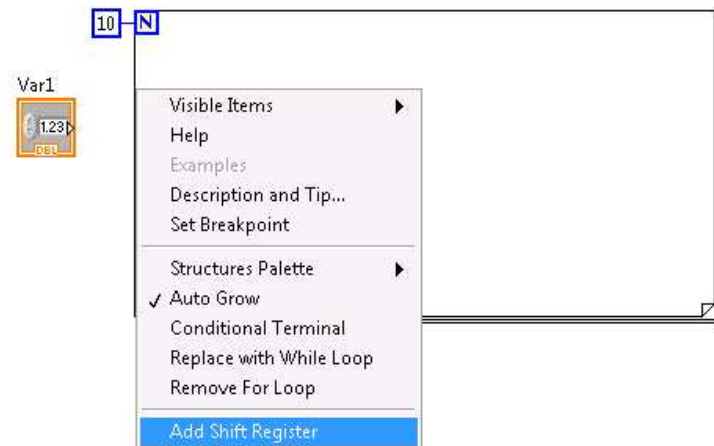 10 N
Var1
1.23
DBL
Visible Items
Help
Examples
Description and Tip...
Set Breakpoint
Structures Palette
Auto Grow
Conditional Terminal
Replace with While Loop
Remove For Loop
Add Shift Register